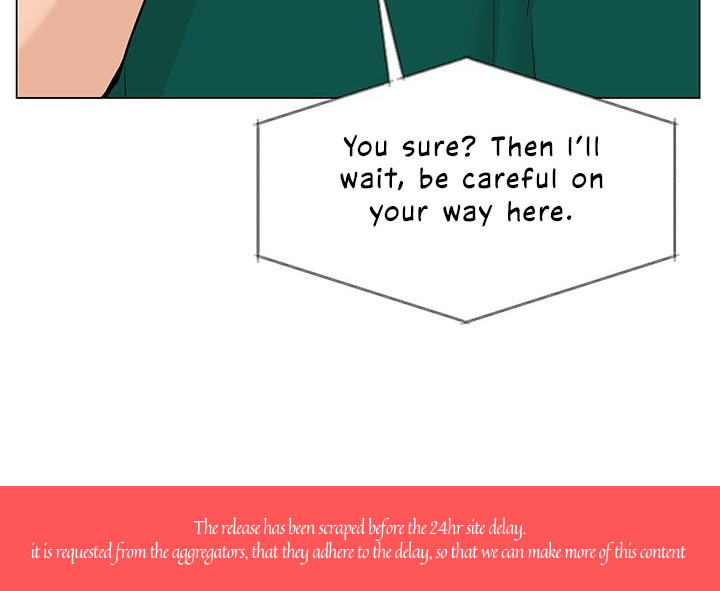 You sure? Then I'll
wait, be careful on
your way here.
The release has been scraped before the 24hr site delay.
it is requested from the aggregators, that they adhere to the delay, so that we can make more of this content